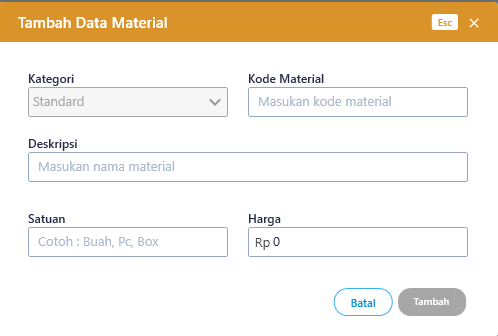 Tambah Data Material Esc ×
Kategori Kode Material
Standard Masukan kode material
Deskripsi
Masukan nama material
Satuan Harga
Cotoh : Buah, Pc, Box Rp 0
Batal Tambah